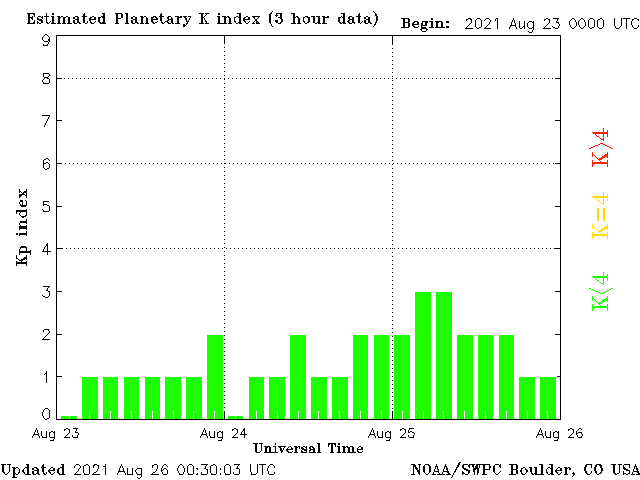 Estimated Planetary K index (3 hour data)
Begin: 2021 Aug 23 0000 UTC
9
8
7
6
5
4
3
2
1
0
Kp index
K>4
K=4
K<4
Aug 23
Aug 24
Aug 25
Aug 26
Universal Time
Updated 2021 Aug 26 00:30:03 UTC
NOAA/SWPC Boulder, CO USA